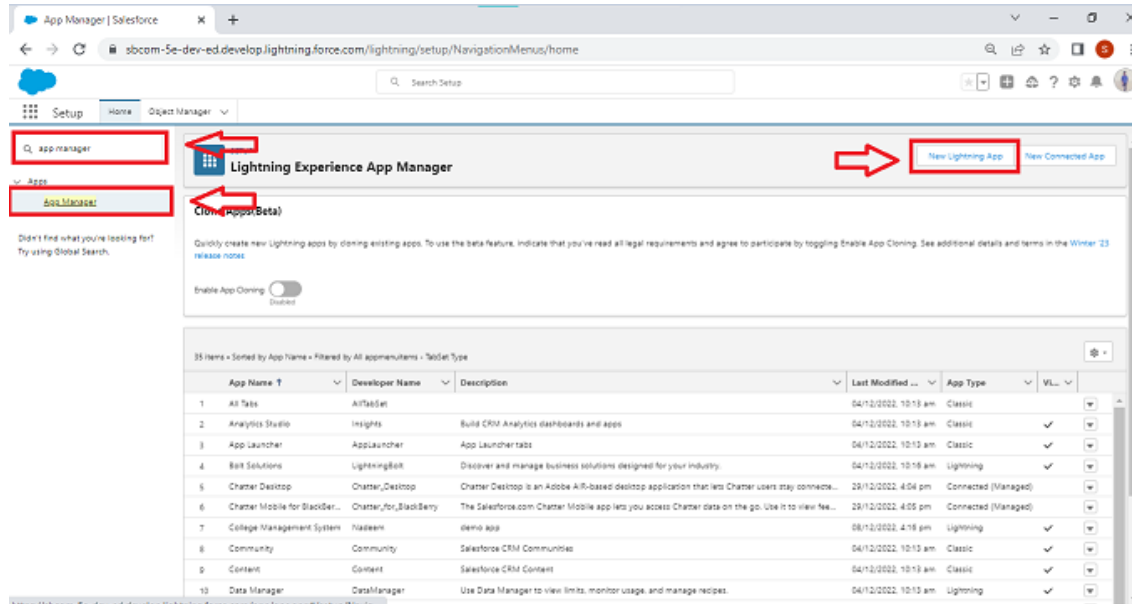 App Manager | Salesforce
sbcom-5e-dev-ed.develop.lightning.force.com/lightning/setup/NavigationMenus/home
S
Search Setup
Setup Home Object Manager
app manager
Apps
App Manager
Didn't find what you're looking for?
Try using Global Search.
Lightning Experience App Manager
New Lightning App New Connected App
Apps (Beta)
Quickly create new Lightning apps by cloning existing apps. To use the beta feature, indicate that you've read all legal requirements and agree to participate by toggling Enable App Cloning. See additional details and terms in the Winter '23
release notes
Enable App Cloning
Disabled
35 items • Sorted by App Name • Filtered by All appmenuitems - TabSet Type
App Name ↑ Developer Name Description Last Modified ... App Type Vi...
1 All Tabs AllTabSet 04/12/2022, 10:13 am Classic
2 Analytics Studio Insights Build CRM Analytics dashboards and apps 04/12/2022, 10:13 am Classic
3 App Launcher AppLauncher App Launcher tabs 04/12/2022, 10:13 am Classic
4 Bolt Solutions LightningBolt Discover and manage business solutions designed for your industry. 04/12/2022, 10:16 am Lightning
5 Chatter Desktop Chatter_Desktop Chatter Desktop is an Adobe AIR-based desktop application that lets Chatter users stay connecte... 29/12/2022, 4:04 pm Connected (Managed)
6 Chatter Mobile for BlackBer... Chatter_for_BlackBerry The Salesforce.com Chatter Mobile app lets you access Chatter data on the go. Use it to view fee... 29/12/2022, 4:05 pm Connected (Managed)
7 College Management System Nadeem demo app 08/12/2022, 4:16 pm Lightning
8 Community Community Salesforce CRM Communities 04/12/2022, 10:13 am Classic
9 Content Content Salesforce CRM Content 04/12/2022, 10:13 am Classic
10 Data Manager DataManager Use Data Manager to view limits, monitor usage, and manage recipes. 04/12/2022, 10:13 am Lightning